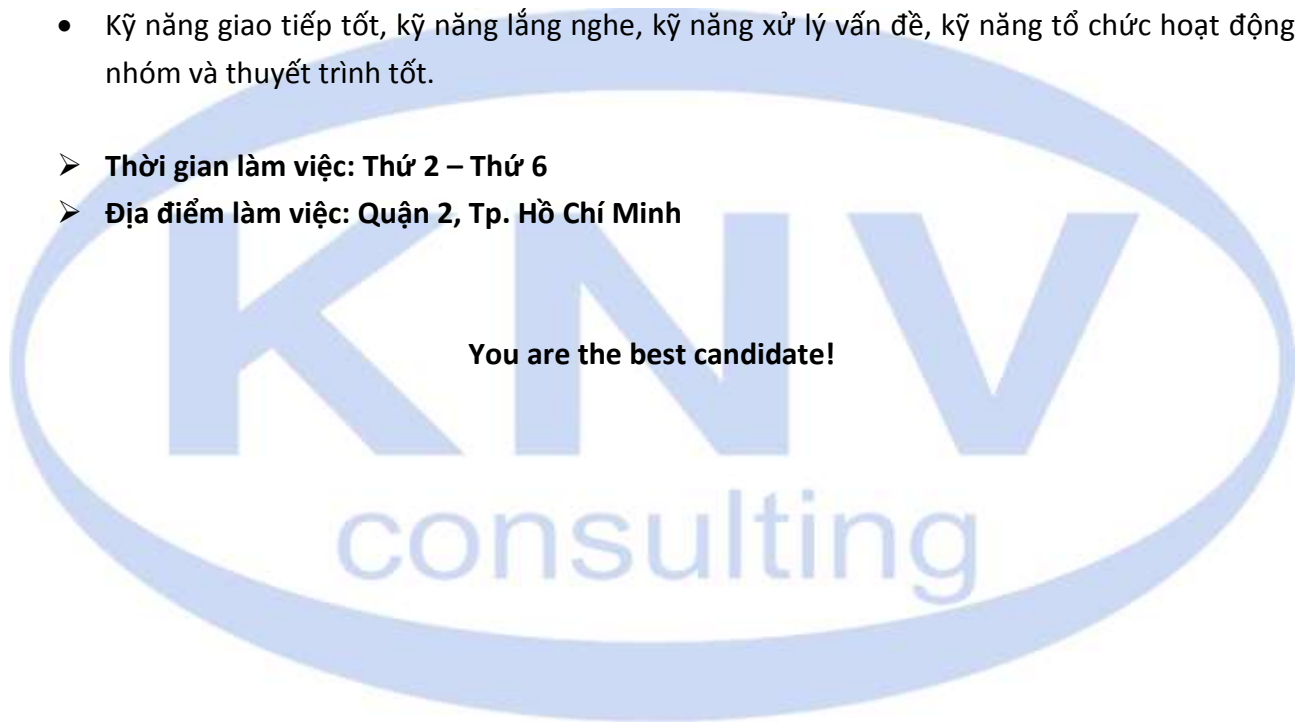 • Kỹ năng giao tiếp tốt, kỹ năng lắng nghe, kỹ năng xử lý vấn đề, kỹ năng tổ chức hoạt động
nhóm và thuyết trình tốt.
➢ Thời gian làm việc: Thứ 2 – Thứ 6
➢ Địa điểm làm việc: Quận 2, Tp. Hồ Chí Minh
You are the best candidate!
KNV
consulting